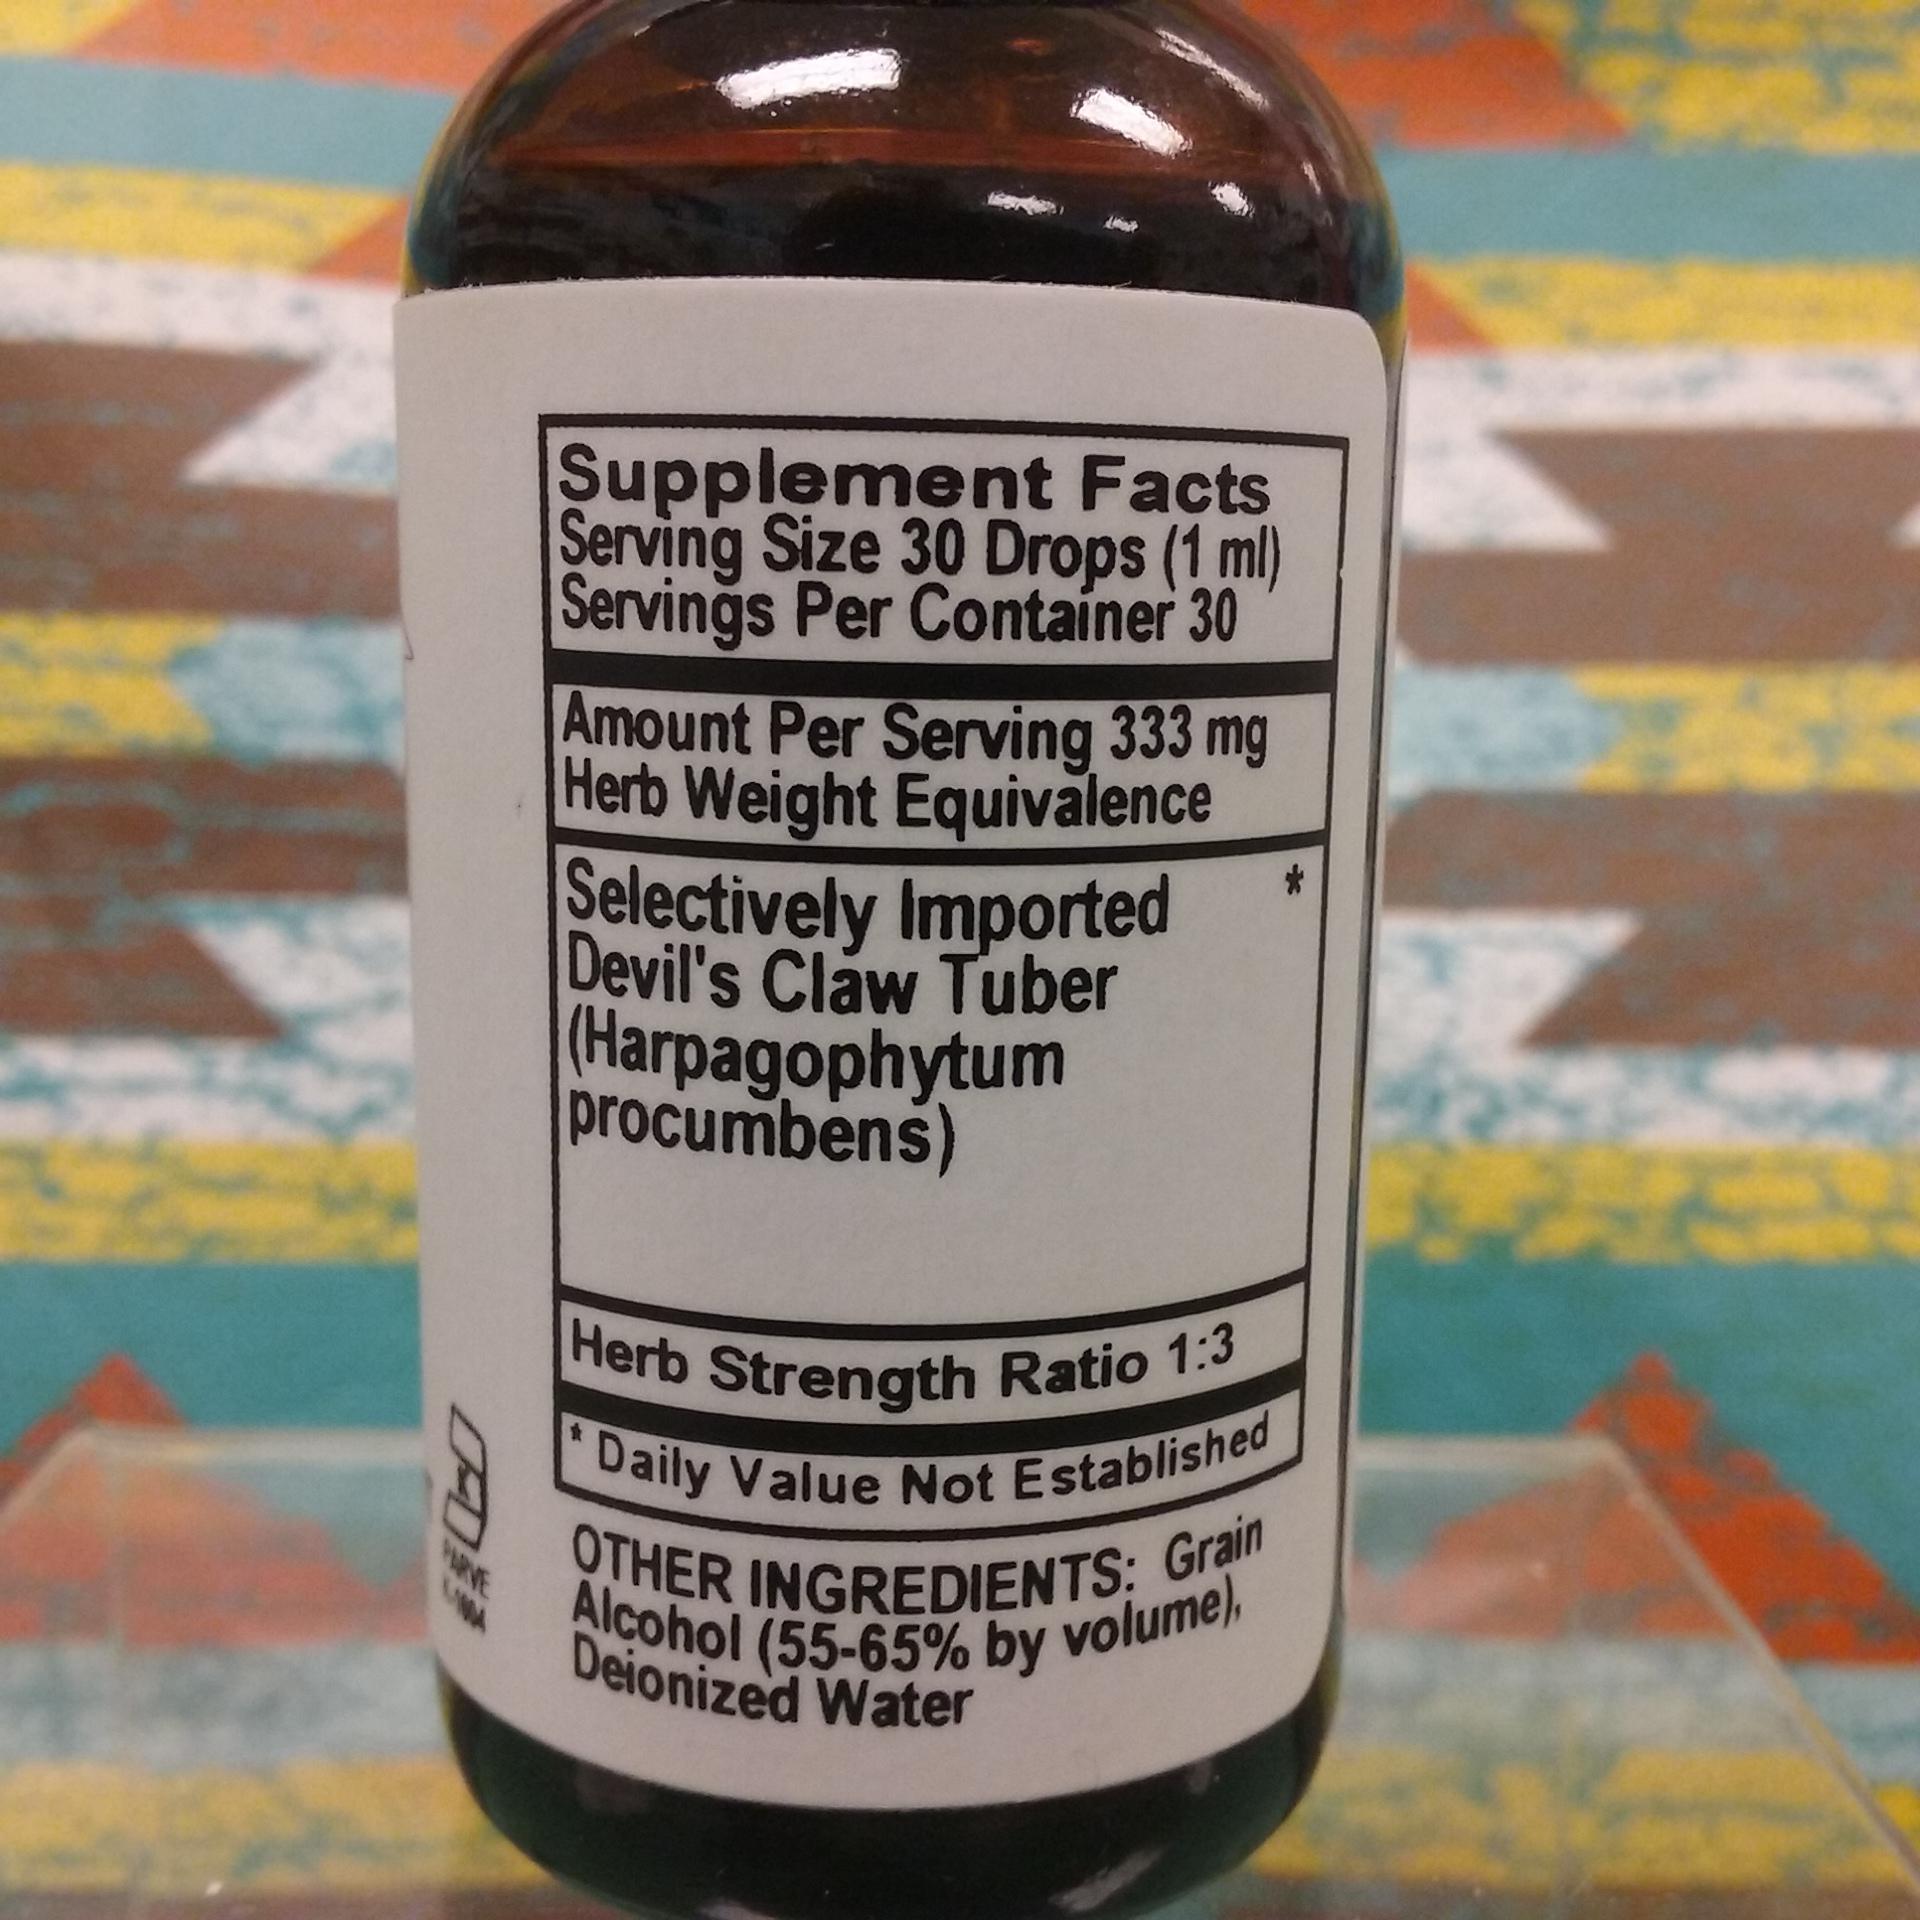 Supplement Facts
Serving Size 30 Drops (1 ml)
Servings Per Container 30
Amount Per Serving 333 mg
Herb Weight Equivalence
Selectively Imported *
Devil's Claw Tuber
(Harpagophytum
procumbens)
Herb Strength Ratio 1:3
* Daily Value Not Established
OTHER INGREDIENTS: Grain
Alcohol (55-65% by volume),
Deionized Water
K
PARVE